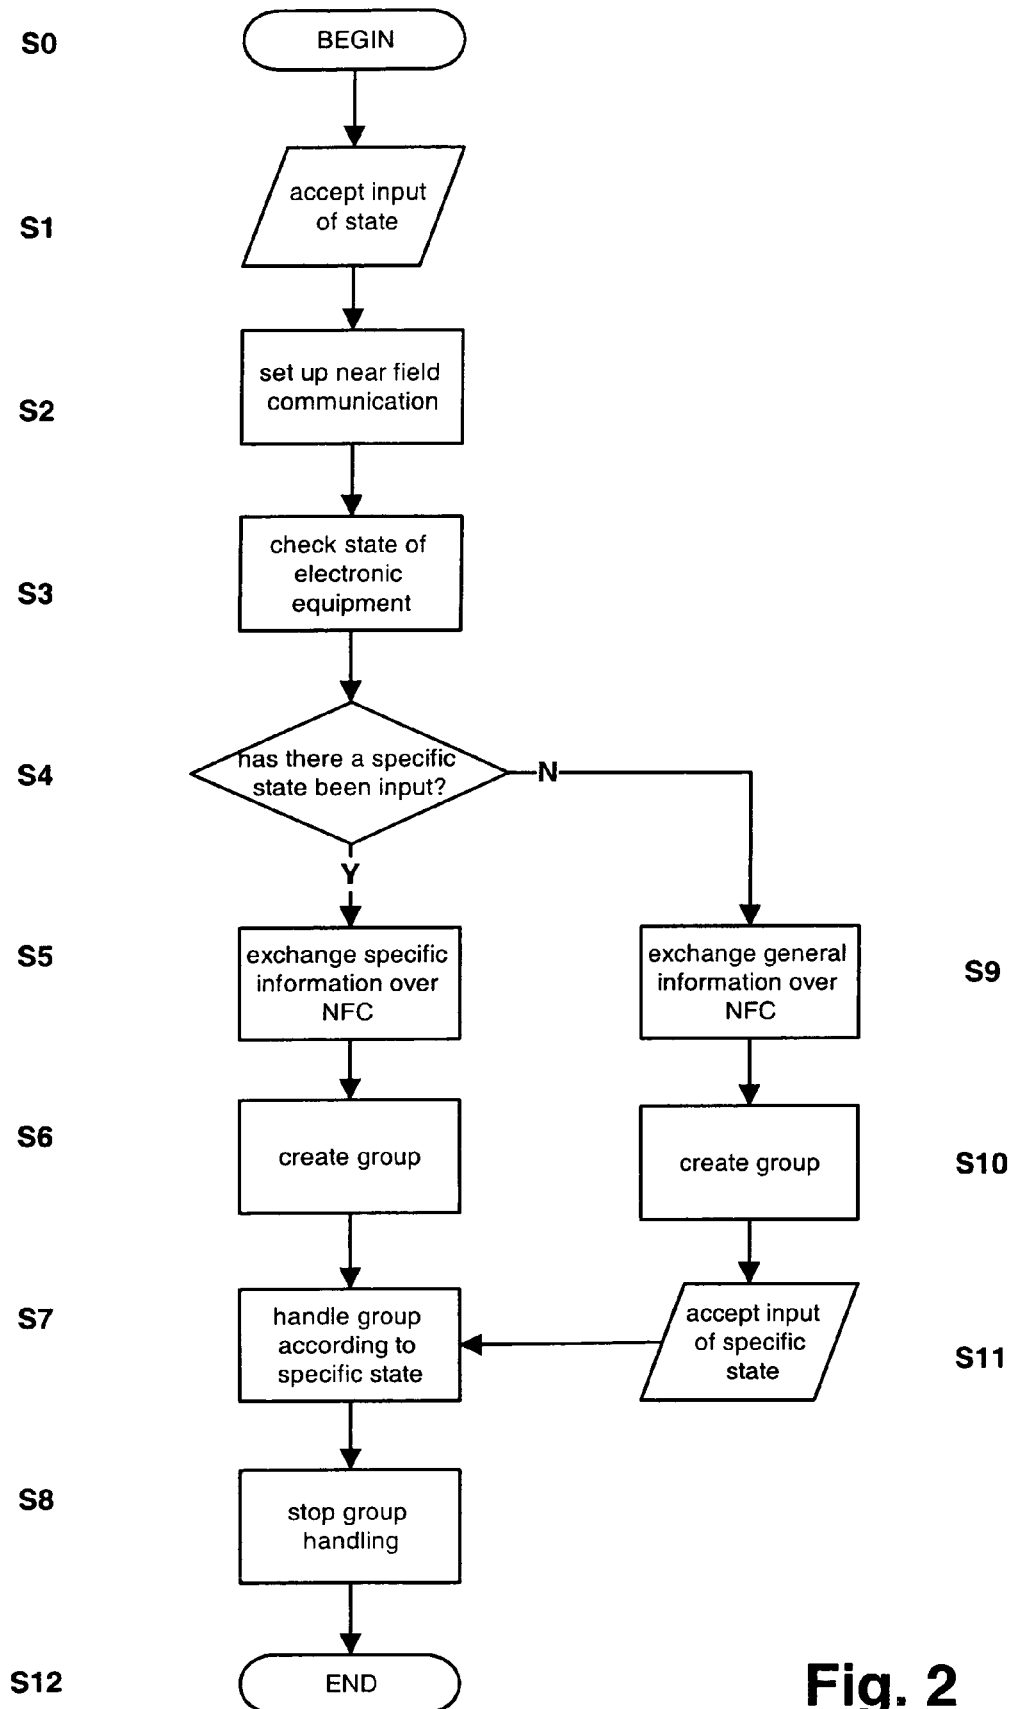 S0
BEGIN
S1
accept input
of state
S2
set up near field
communication
S3
check state of
electronic
equipment
S4
has there a specific
state been input?
N
Y
S5
exchange specific
information over
NFC
exchange general
information over
NFC
S9
S6
create group
create group
S10
S7
handle group
according to
specific state
accept input
of specific
state
S11
S8
stop group
handling
S12
END
Fig. 2